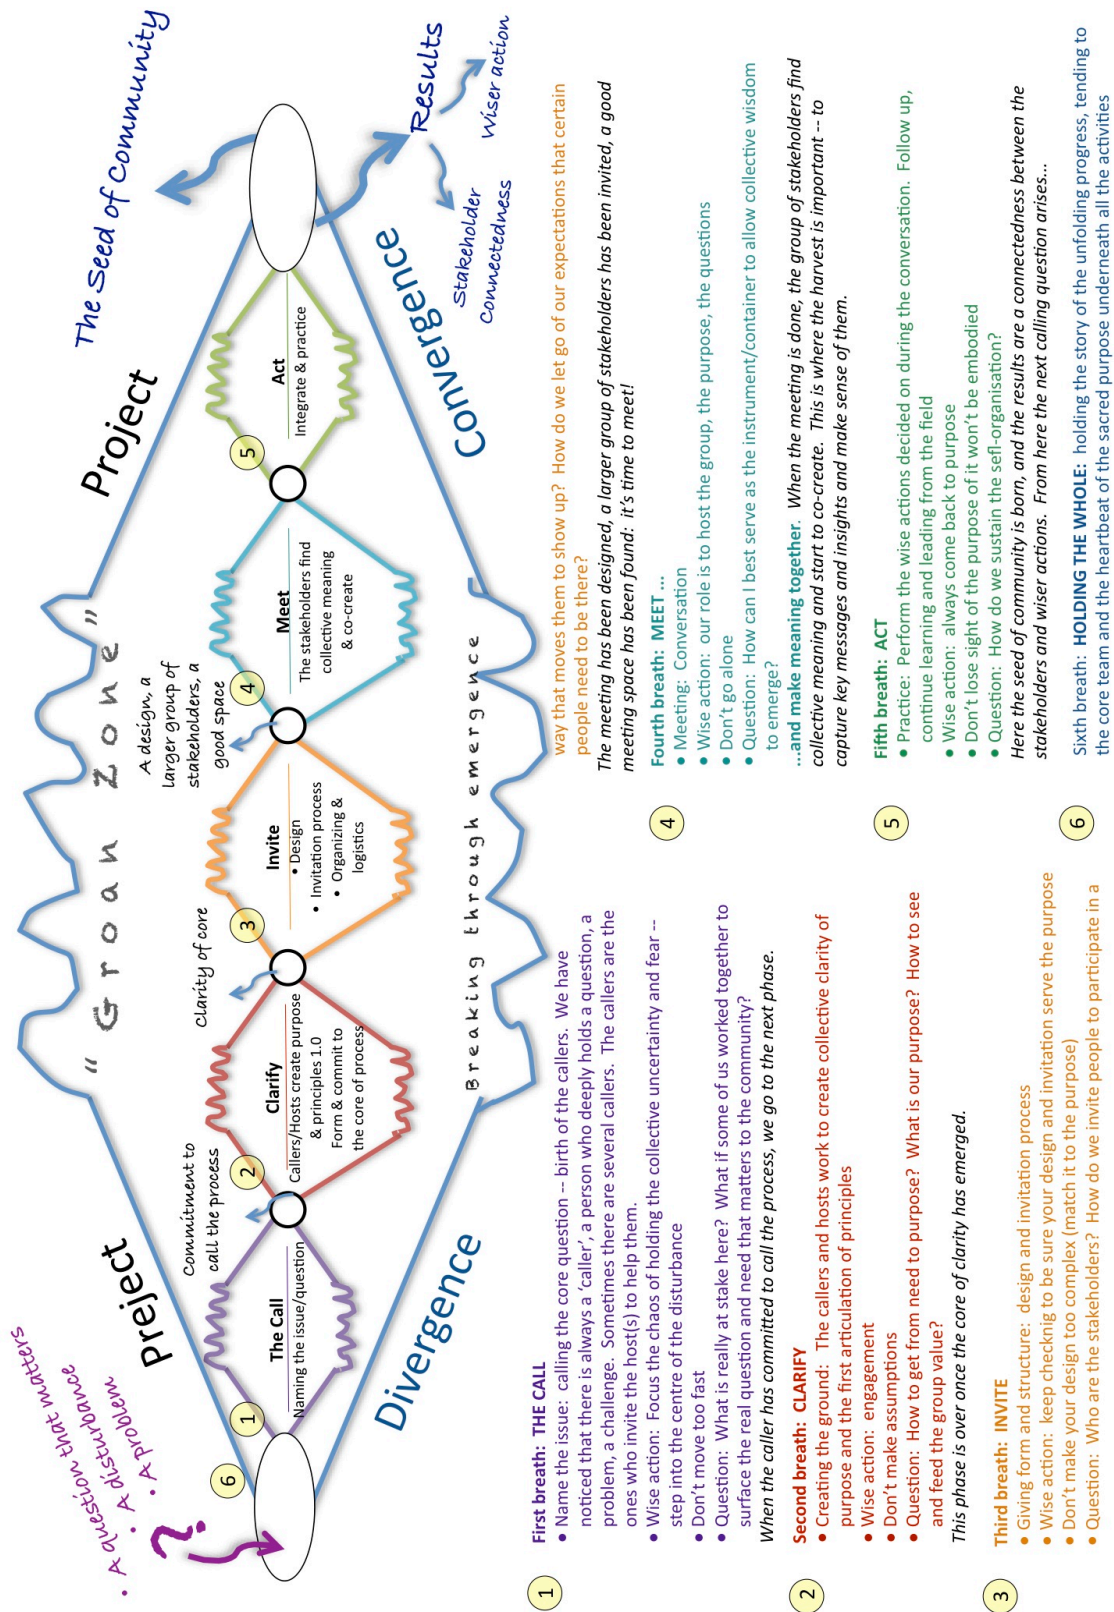 • A question that matters
• A disturbance
• A problem
?
Preject
Project
The Seed of Community
“Groan Zone”
Commitment to
call the process
Clarity of core
A design, a
larger group of
stakeholders, a
good space
6
1
The Call
Naming the issue/question
2
Clarify
Callers/Hosts create purpose
& principles 1.0
Form & commit to
the core of process
3
Invite
• Design
• Invitation process
• Organizing &
logistics
4
Meet
The stakeholders find
collective meaning
& co-create
5
Act
Integrate & practice
Divergence
Breaking through emergence
Convergence
Results
Stakeholder
Connectedness
Wiser action
1
First breath: THE CALL
• Name the issue: calling the core question -- birth of the callers. We have
noticed that there is always a ‘caller’, a person who deeply holds a question, a
problem, a challenge. Sometimes there are several callers. The callers are the
ones who invite the host(s) to help them.
• Wise action: Focus the chaos of holding the collective uncertainty and fear --
step into the centre of the disturbance
• Don’t move too fast
• Question: What is really at stake here? What if some of us worked together to
surface the real question and need that matters to the community?
When the caller has committed to call the process, we go to the next phase.
2
Second breath: CLARIFY
• Creating the ground: The callers and hosts work to create collective clarity of
purpose and the first articulation of principles
• Wise action: engagement
• Don’t make assumptions
• Question: How to get from need to purpose? What is our purpose? How to see
and feed the group value?
This phase is over once the core of clarity has emerged.
3
Third breath: INVITE
• Giving form and structure: design and invitation process
• Wise action: keep checknig to be sure your design and invitation serve the purpose
• Don’t make your design too complex (match it to the purpose)
• Question: Who are the stakeholders? How do we invite people to participate in a
way that moves them to show up? How do we let go of our expectations that certain
people need to be there?
The meeting has been designed, a larger group of stakeholders has been invited, a good
meeting space has been found: it’s time to meet!
4
Fourth breath: MEET ...
• Meeting: Conversation
• Wise action: our role is to host the group, the purpose, the questions
• Don’t go alone
• Question: How can I best serve as the instrument/container to allow collective wisdom
to emerge?
...and make meaning together. When the meeting is done, the group of stakeholders find
collective meaning and start to co-create. This is where the harvest is important -- to
capture key messages and insights and make sense of them.
5
Fifth breath: ACT
• Practice: Perform the wise actions decided on during the conversation. Follow up,
continue learning and leading from the field
• Wise action: always come back to purpose
• Don’t lose sight of the purpose of it won’t be embodied
• Question: How do we sustain the sefl-organisation?
Here the seed of community is born, and the results are a connectedness between the
stakeholders and wiser actions. From here the next calling question arises...
6
Sixth breath: HOLDING THE WHOLE: holding the story of the unfolding progress, tending to
the core team and the heartbeat of the sacred purpose underneath all the activities